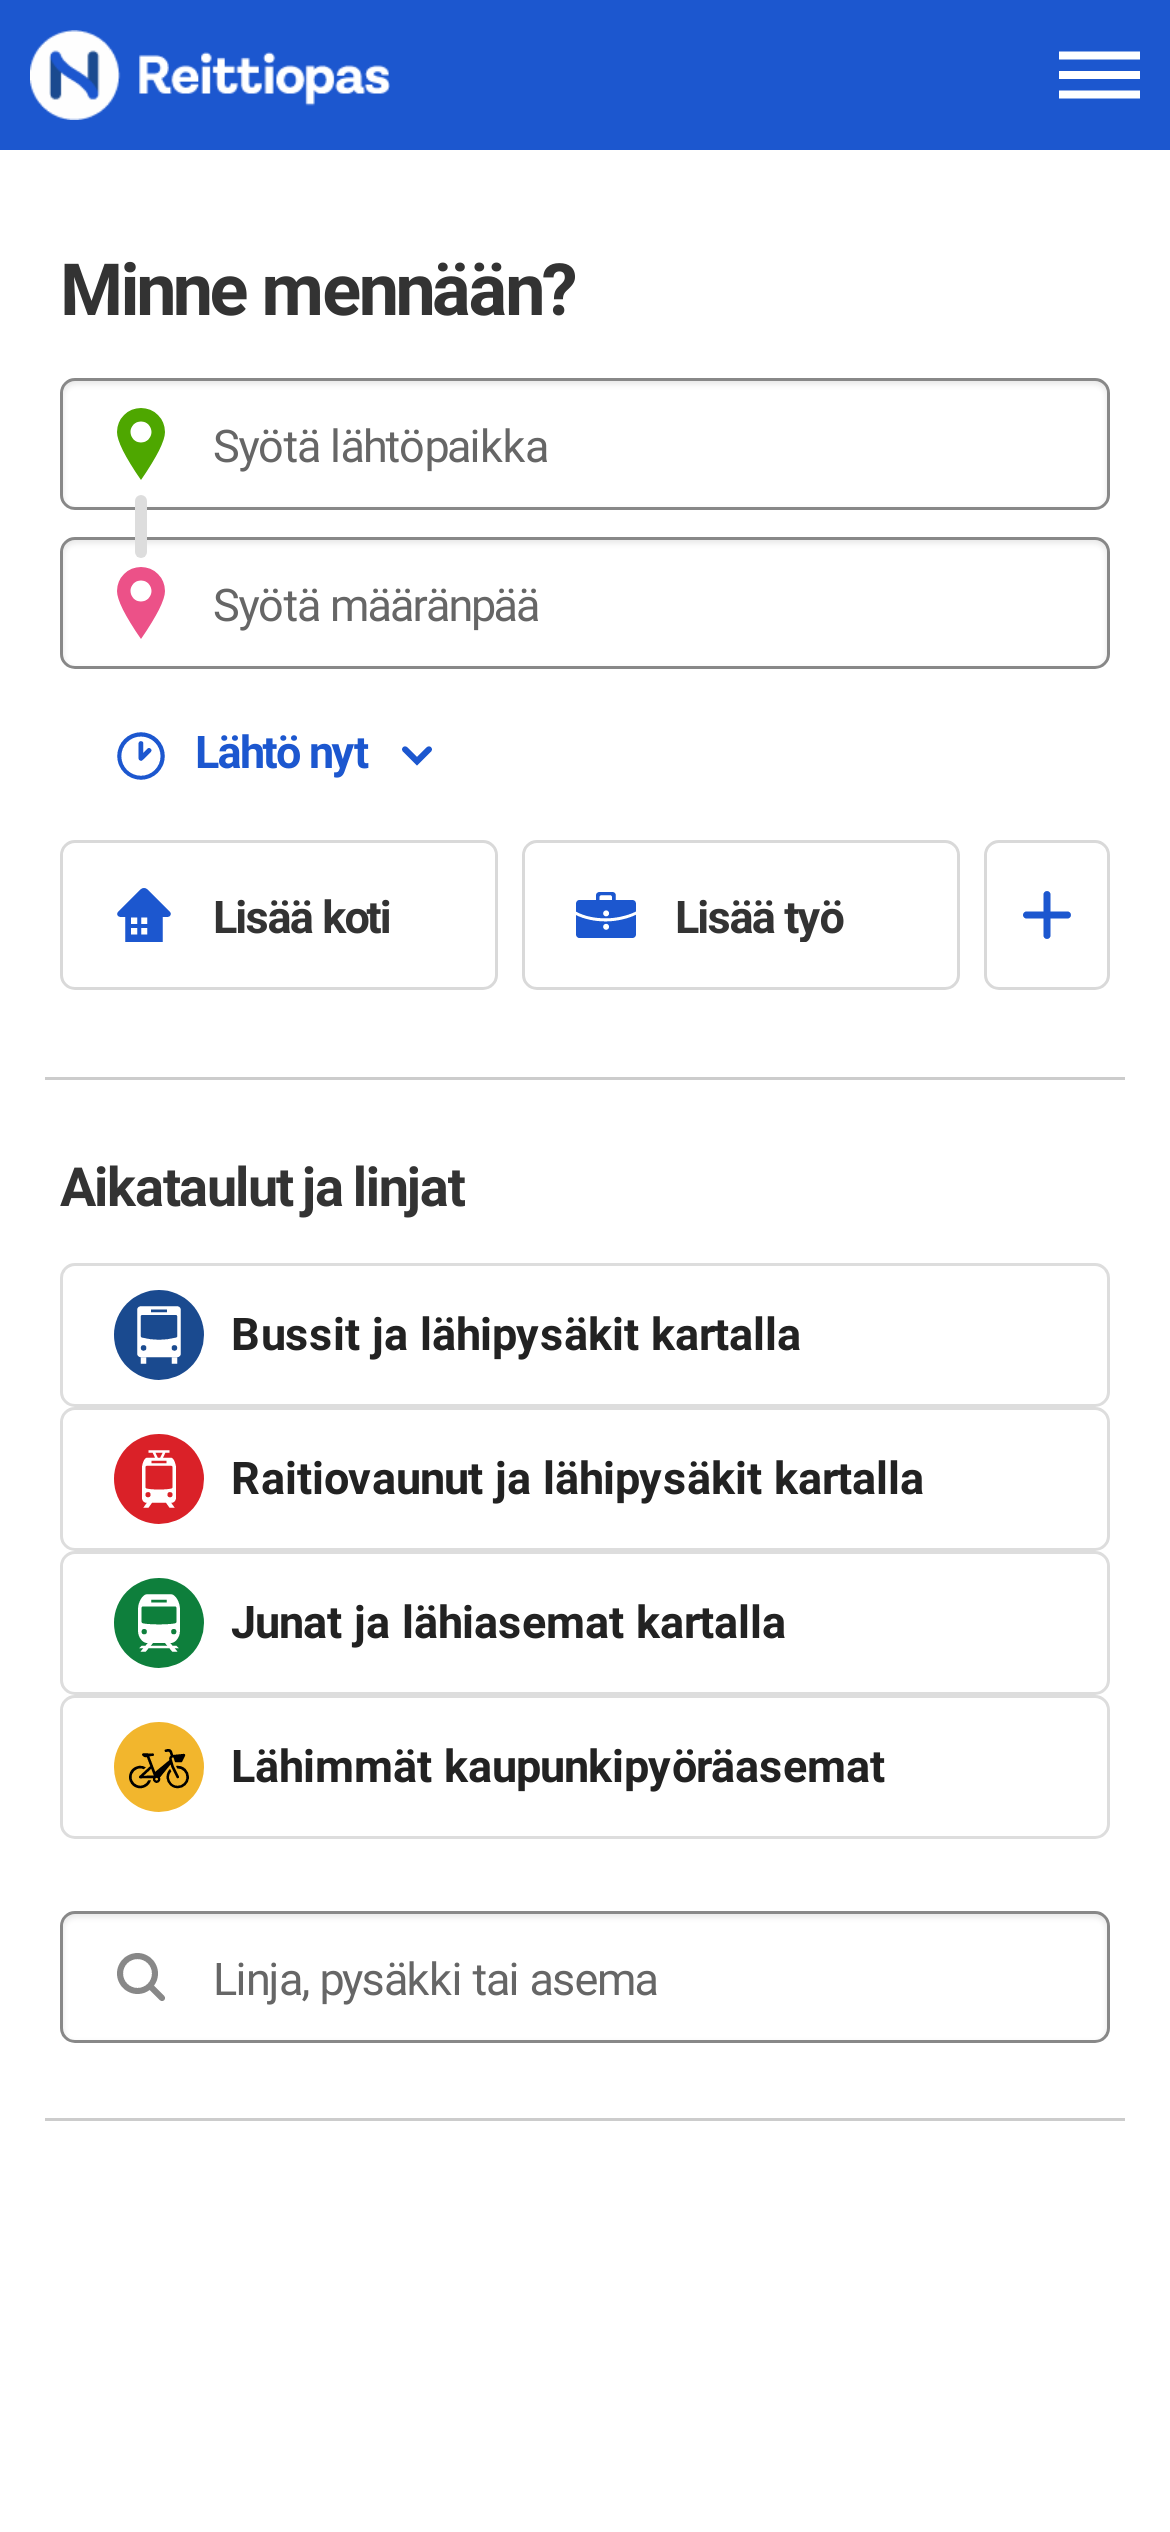 Reittiopas
Minne mennään?
Syötä lähtöpaikka
Syötä määränpää
Lähtö nyt
Lisää koti
Lisää työ
Aikataulut ja linjat
Bussit ja lähipysäkit kartalla
Raitiovaunut ja lähipysäkit kartalla
Junat ja lähiasemat kartalla
Lähimmät kaupunkipyöräasemat
Linja, pysäkki tai asema